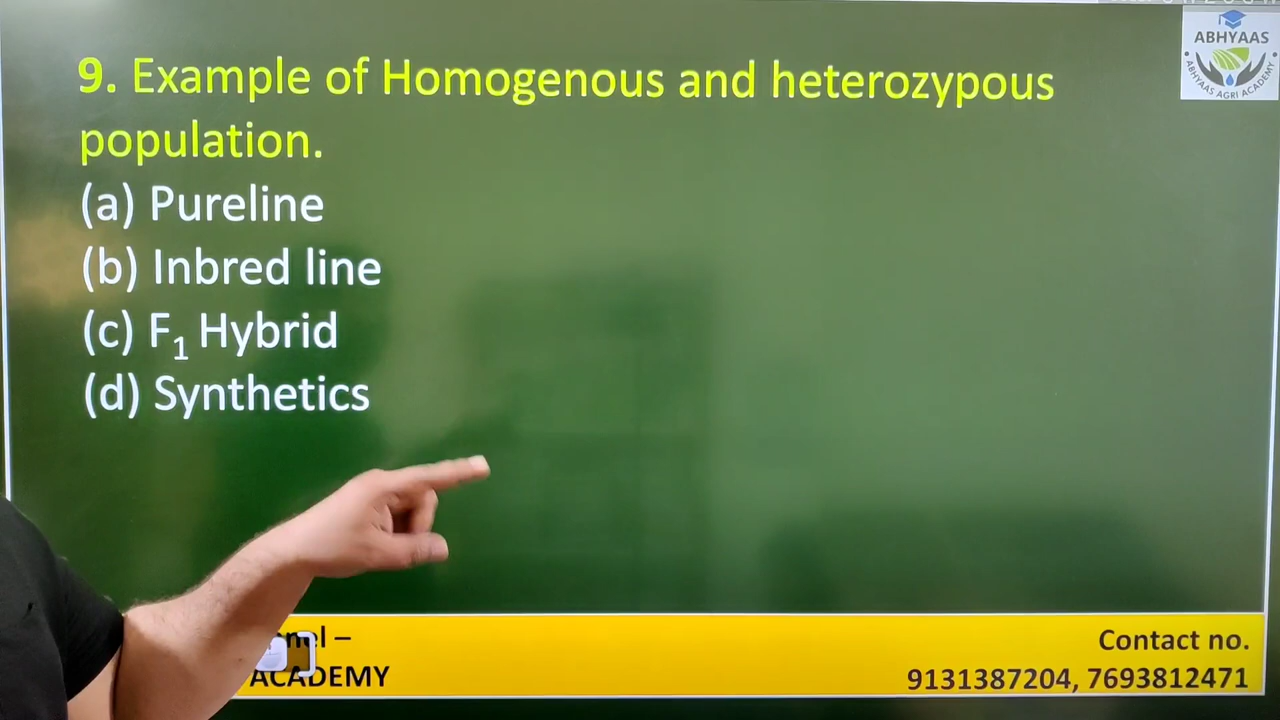 ABHYAAS
ABHYAAS AGRI ACADEMY
9. Example of Homogenous and heterozypous
population.
(a) Pureline
(b) Inbred line
(c) F₁ Hybrid
(d) Synthetics
Contact no.
ACADEMY
9131387204, 7693812471